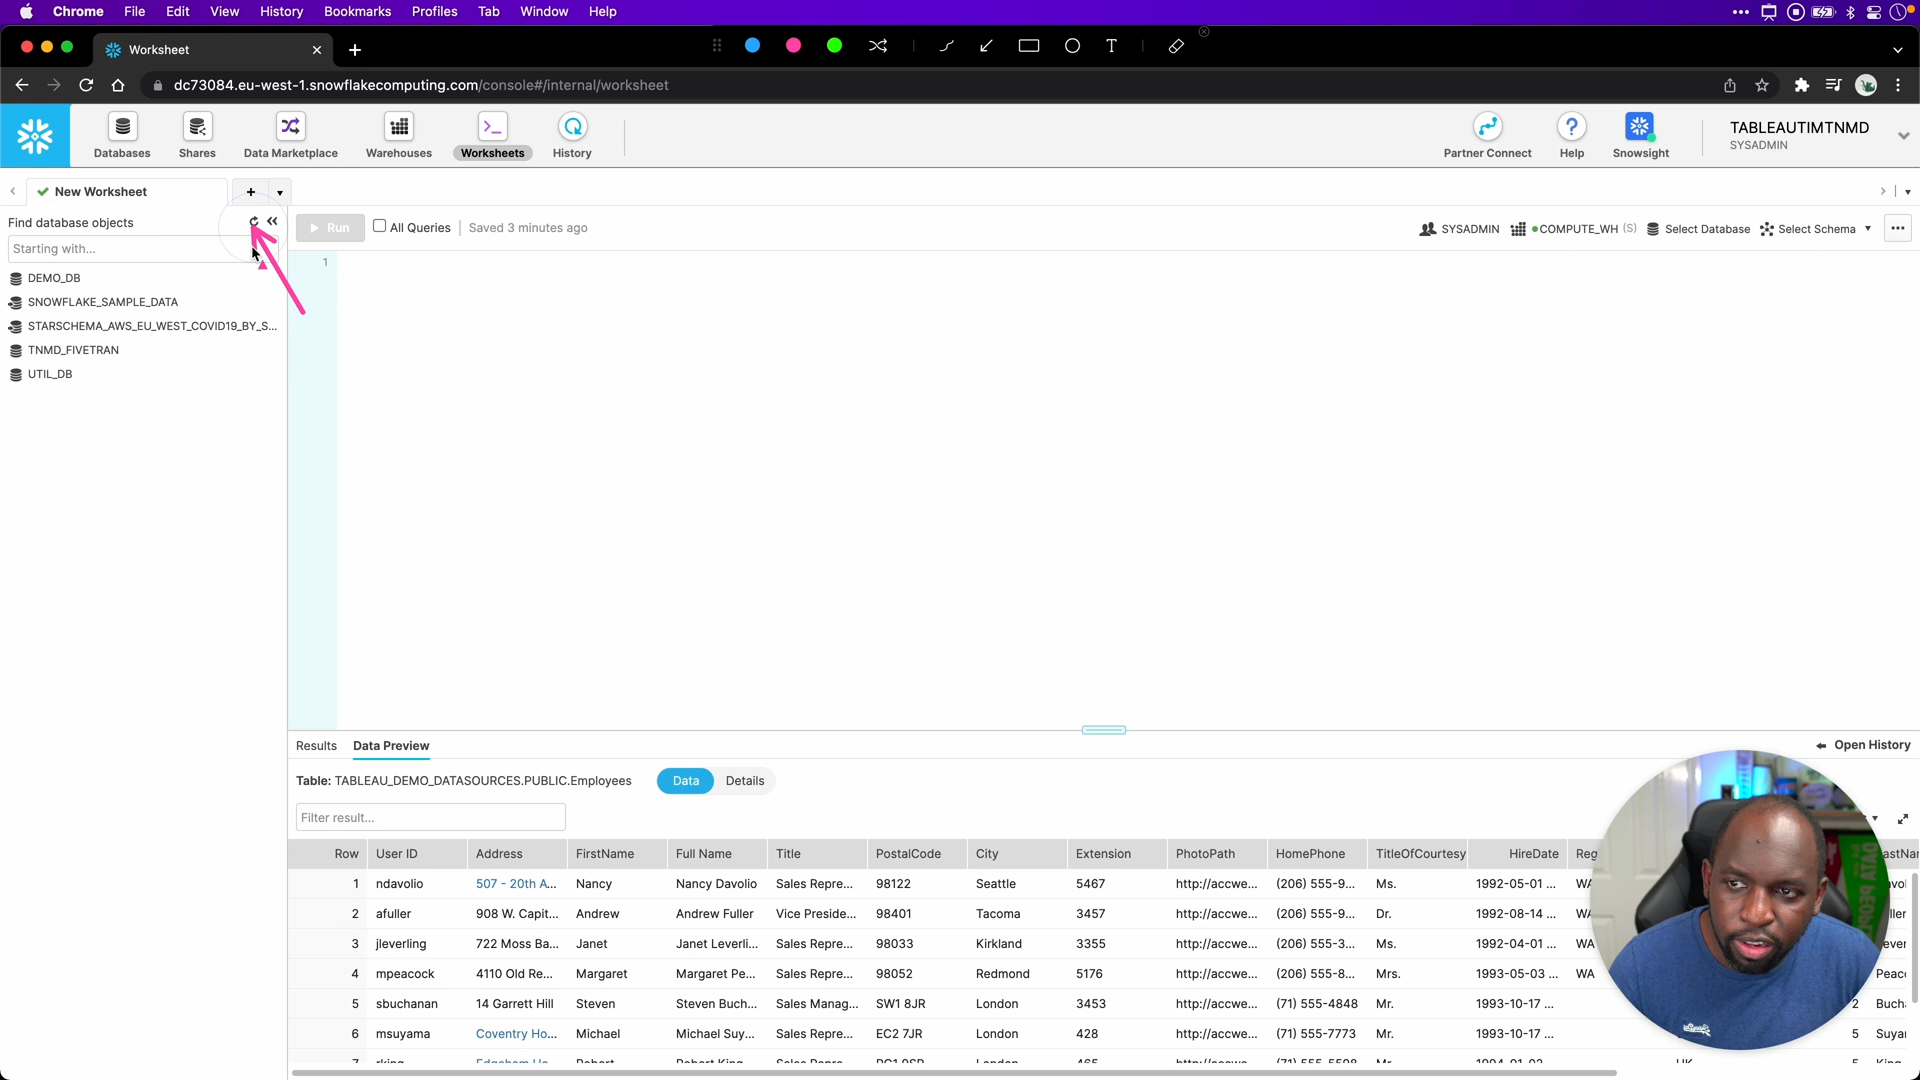 Chrome File Edit View History Bookmarks Profiles Tab Window Help
Worksheet
T
dc73084.eu-west-1.snowflakecomputing.com/console#/internal/worksheet
Databases Shares Data Marketplace Warehouses Worksheets History Partner Connect Help Snowsight
TABLEAUTIMTNMD
SYSADMIN
New Worksheet
Find database objects
Starting with...
DEMO_DB
SNOWFLAKE_SAMPLE_DATA
STARSCHEMA_AWS_EU_WEST_COVID19_BY_S...
TNMD_FIVETRAN
UTIL_DB
Run All Queries Saved 3 minutes ago SYSADMIN COMPUTE_WH (S) Select Database Select Schema
1
Results Data Preview Open History
Table: TABLEAU_DEMO_DATASOURCES.PUBLIC.Employees Data Details
Filter result...
Row User ID Address FirstName Full Name Title PostalCode City Extension PhotoPath HomePhone TitleOfCourtesy HireDate Reg
1 ndavolio 507 - 20th A... Nancy Nancy Davolio Sales Repre... 98122 Seattle 5467 http://accwe... (206) 555-9... Ms. 1992-05-01 ... WA
2 afuller 908 W. Capit... Andrew Andrew Fuller Vice Preside... 98401 Tacoma 3457 http://accwe... (206) 555-9... Dr. 1992-08-14 ... WA
3 jleverling 722 Moss Ba... Janet Janet Leverli... Sales Repre... 98033 Kirkland 3355 http://accwe... (206) 555-3... Ms. 1992-04-01 ... WA
4 mpeacock 4110 Old Re... Margaret Margaret Pe... Sales Repre... 98052 Redmond 5176 http://accwe... (206) 555-8... Mrs. 1993-05-03 ... WA Peac
5 sbuchanan 14 Garrett Hill Steven Steven Buch... Sales Manag... SW1 8JR London 3453 http://accwe... (71) 555-4848 Mr. 1993-10-17 ... 2 Buch
6 msuyama Coventry Ho... Michael Michael Suy... Sales Repre... EC2 7JR London 428 http://accwe... (71) 555-7773 Mr. 1993-10-17 ... 5 Suya
DATA PEOPLE